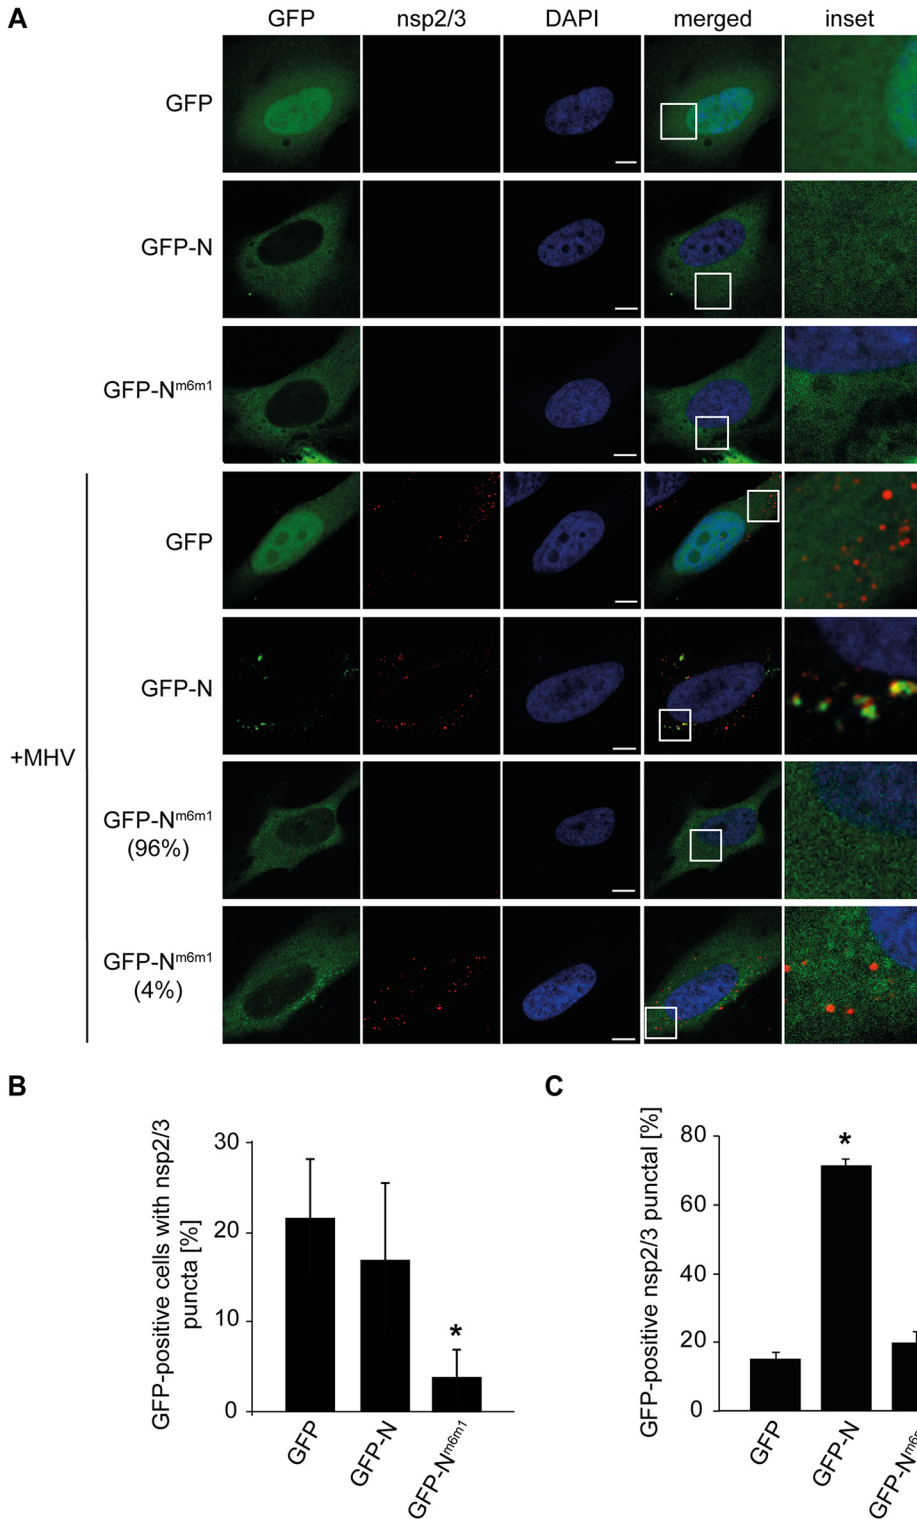 A
GFP nsp2/3 DAPI merged inset
GFP
GFP-N
GFP-Nm6m1
+MHV
GFP
GFP-N
GFP-Nm6m1
(96%)
GFP-Nm6m1
(4%)
B
GFP-positive cells with nsp2/3
puncta [%]
30
20
10
0
*
GFP
GFP-N
GFP-Nm6m1
C
GFP-positive nsp2/3 punctal [%]
80
60
40
20
0
*
GFP
GFP-N